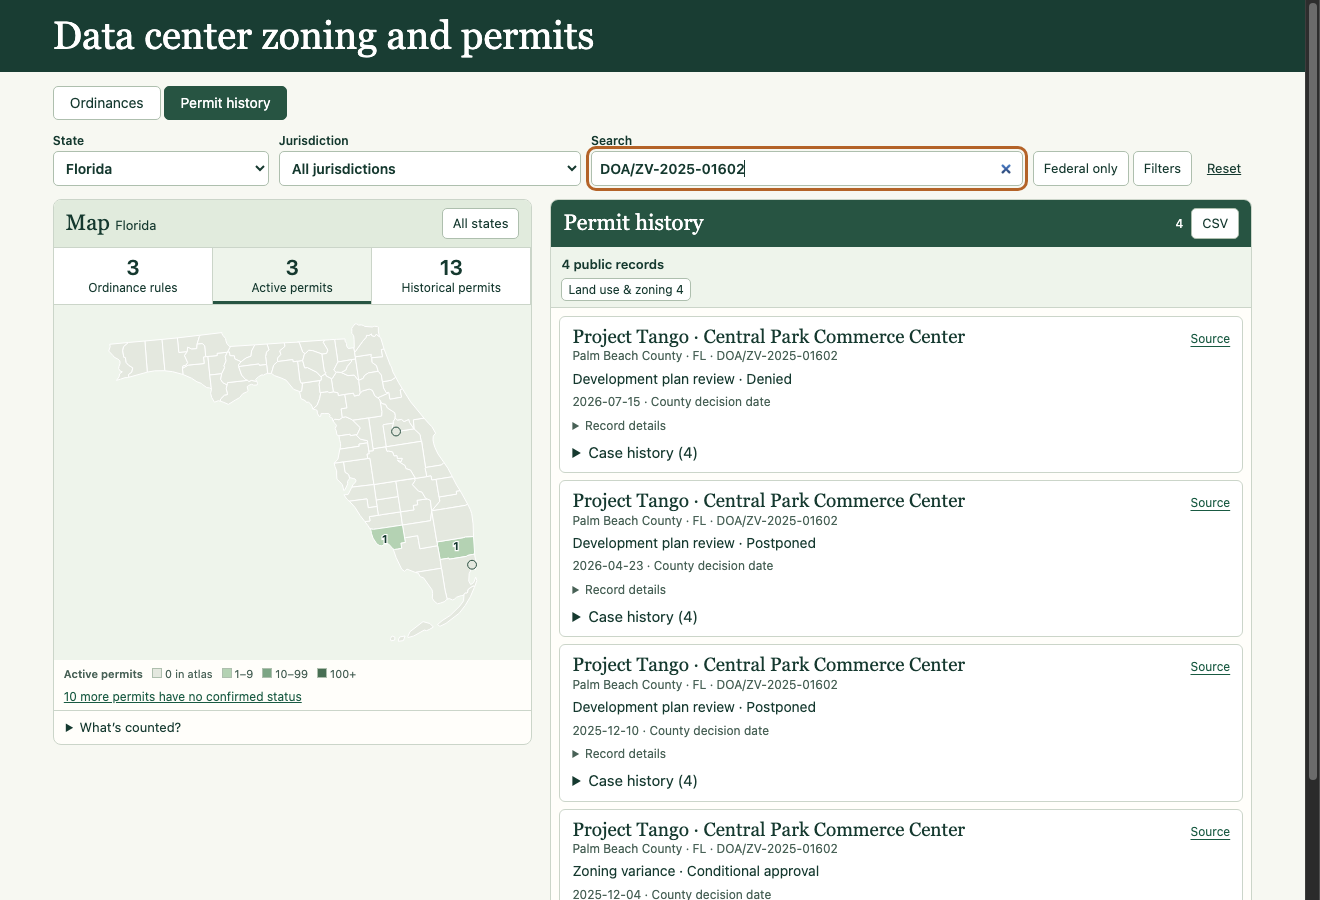 Data center zoning and permits
Ordinances
Permit history
State
Jurisdiction
Search
Florida
All jurisdictions
DOA/ZV-2025-01602
Federal only
Filters
Reset
Map Florida
All states
3
Ordinance rules
3
Active permits
13
Historical permits
1
1
Active permits 0 in atlas 1–9 10–99 100+
10 more permits have no confirmed status
What’s counted?
Permit history
4
CSV
4 public records
Land use & zoning 4
Project Tango · Central Park Commerce Center
Source
Palm Beach County · FL · DOA/ZV-2025-01602
Development plan review · Denied
2026-07-15 · County decision date
Record details
Case history (4)
Project Tango · Central Park Commerce Center
Source
Palm Beach County · FL · DOA/ZV-2025-01602
Development plan review · Postponed
2026-04-23 · County decision date
Record details
Case history (4)
Project Tango · Central Park Commerce Center
Source
Palm Beach County · FL · DOA/ZV-2025-01602
Development plan review · Postponed
2025-12-10 · County decision date
Record details
Case history (4)
Project Tango · Central Park Commerce Center
Source
Palm Beach County · FL · DOA/ZV-2025-01602
Zoning variance · Conditional approval
2025-12-04 · County decision date